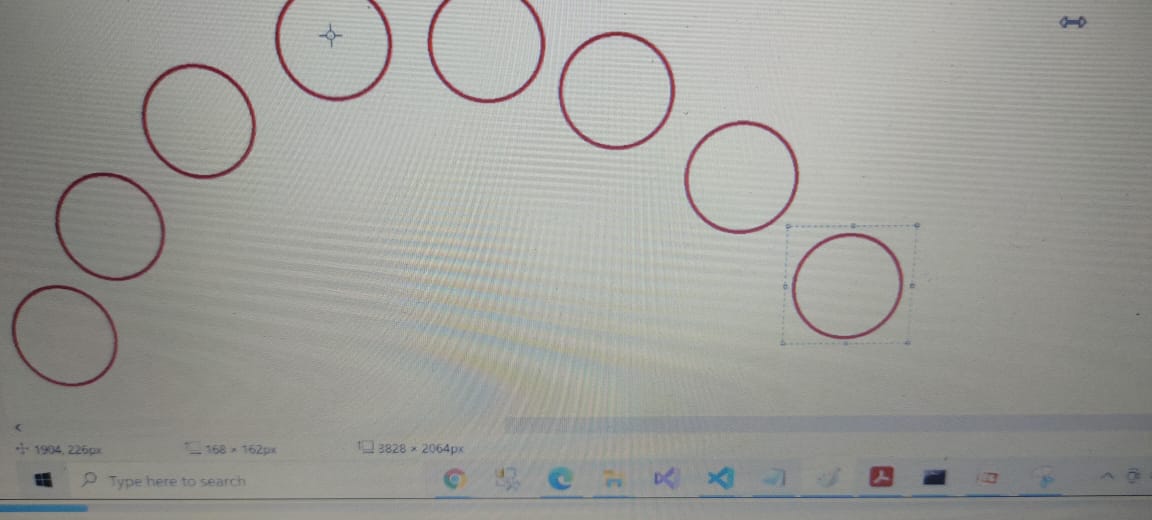 1904, 226px
168 × 162px
3828 × 2064px
Type here to search